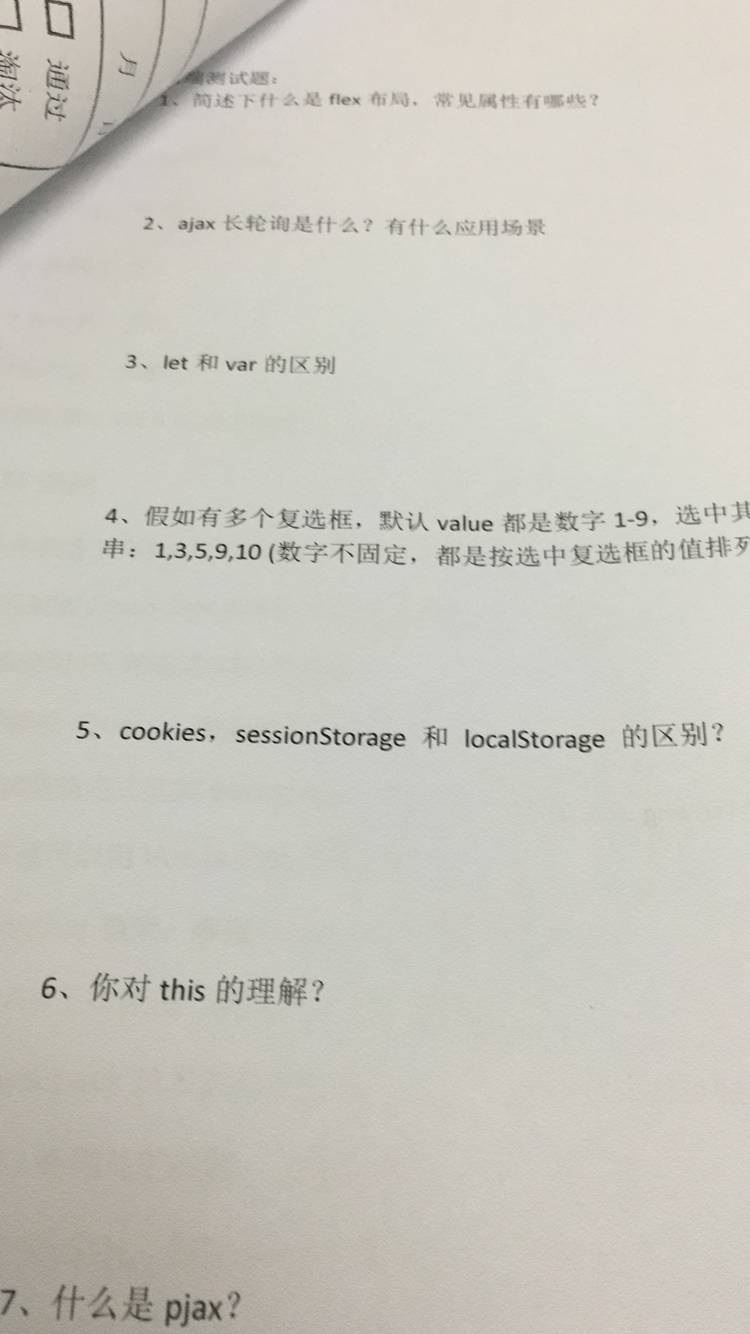 通过
淘汰
月
端测试题：
1、简述下什么是 flex 布局，常见属性有哪些？
2、ajax 长轮询是什么？有什么应用场景
3、let 和 var 的区别
4、假如有多个复选框，默认 value 都是数字 1-9，选中其
串：1,3,5,9,10 (数字不固定，都是按选中复选框的值排列
5、cookies，sessionStorage 和 localStorage 的区别？
6、你对 this 的理解？
7、什么是 pjax？